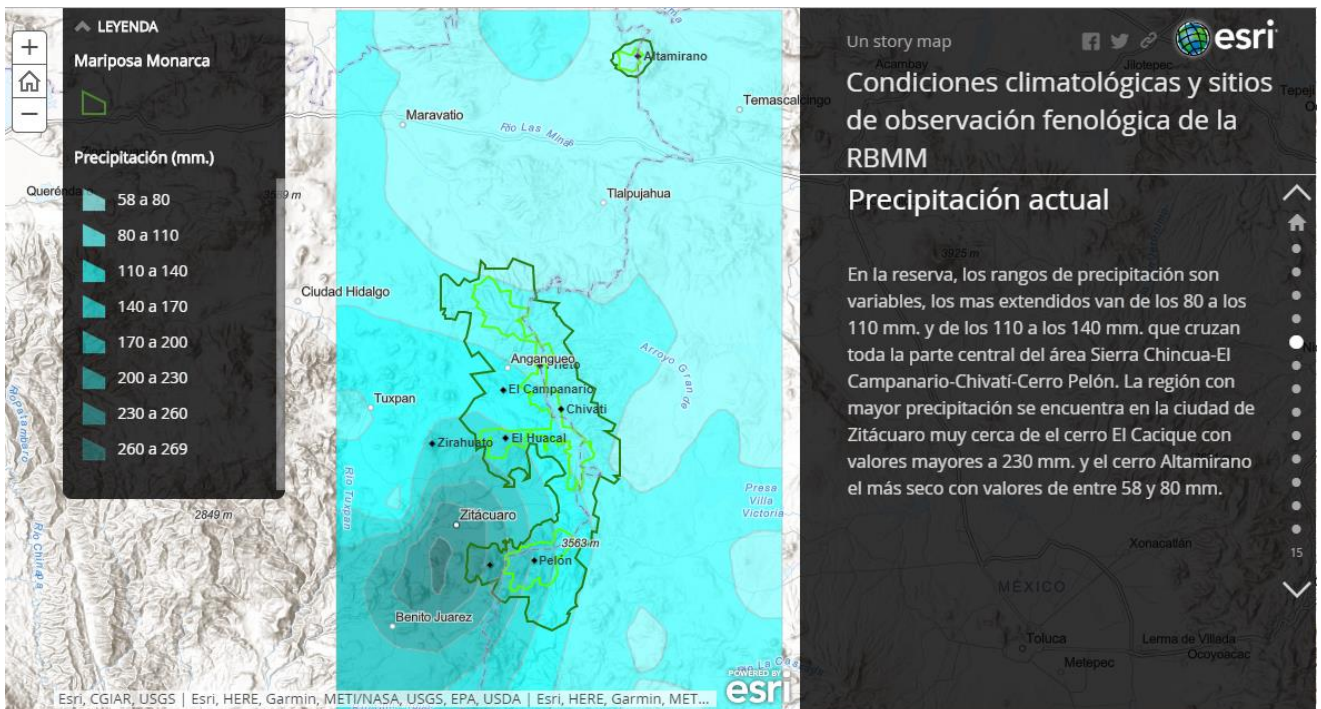 +
−
LEYENDA
Mariposa Monarca
Precipitación (mm.)
58 a 80
80 a 110
110 a 140
140 a 170
170 a 200
200 a 230
230 a 260
260 a 269
2849 m
Ciudad Hidalgo
Tuxpan
Maravatio
Río Las Minas
Altamirano
Temascalcingo
Tlalpujahua
Angangueo
Prieto
El Campanario
Chivatí
El Huacal
Zirahuato
Arroyo Grande
Río Tuxpan
Presa
Villa
Victoria
Zitácuaro
3563 m
Pelón
Benito Juarez
POWERED BY
esri
Esri, CGIAR, USGS | Esri, HERE, Garmin, METI/NASA, USGS, EPA, USDA | Esri, HERE, Garmin, MET...
Un story map
esri
Acambay
Jilotepec
Condiciones climatológicas y sitios
de observación fenológica de la
RBMM
Precipitación actual
3925 m
En la reserva, los rangos de precipitación son
variables, los mas extendidos van de los 80 a los
110 mm. y de los 110 a los 140 mm. que cruzan
toda la parte central del área Sierra Chincua-El
Campanario-Chivatí-Cerro Pelón. La región con
mayor precipitación se encuentra en la ciudad de
Zitácuaro muy cerca de el cerro El Cacique con
valores mayores a 230 mm. y el cerro Altamirano
el más seco con valores de entre 58 y 80 mm.
15
Xonacatlán
MÉXICO
Toluca
Lerma de Villada
Ocoyoacac
Metepec